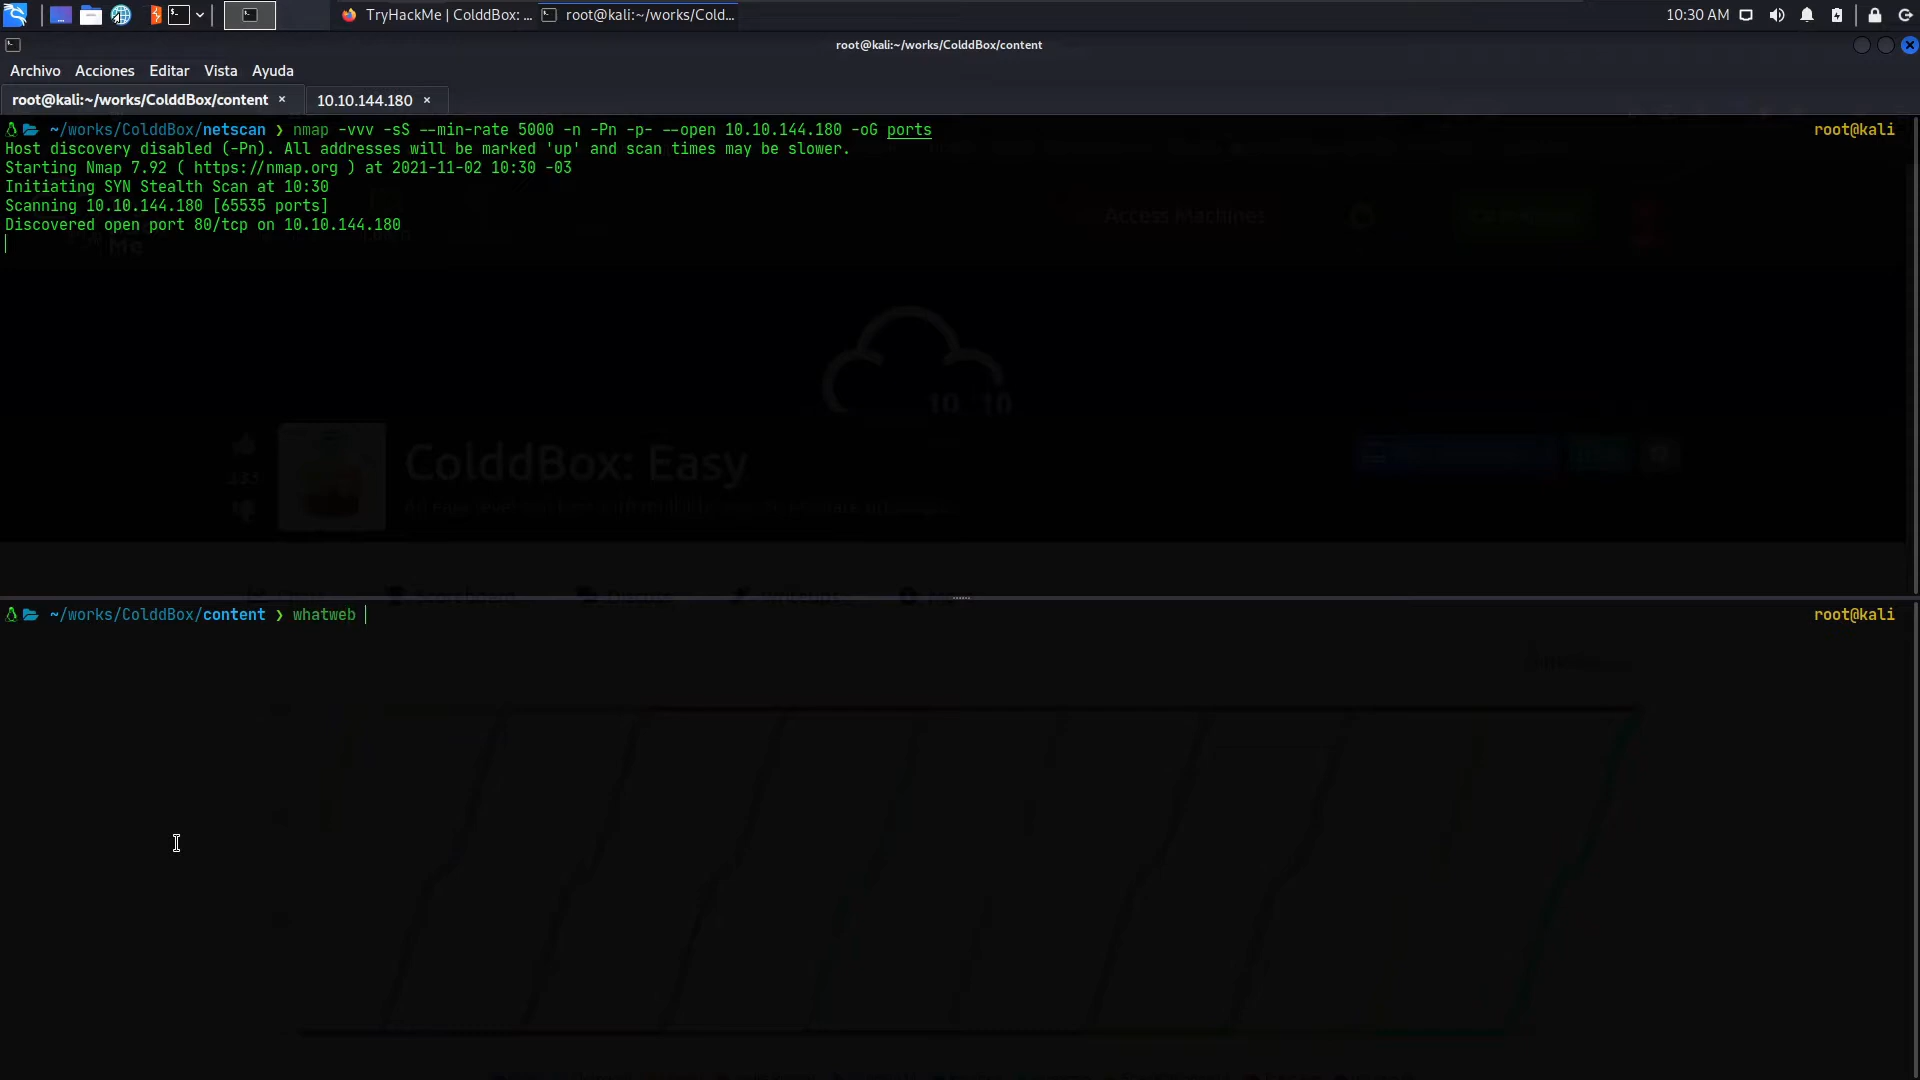 TryHackMe | ColddBox: ...
root@kali:~/works/Cold...
10:30 AM
root@kali:~/works/ColddBox/content
Archivo Acciones Editar Vista Ayuda
root@kali:~/works/ColddBox/content ×
10.10.144.180 ×
~/works/ColddBox/netscan ❯ nmap -vvv -sS --min-rate 5000 -n -Pn -p- --open 10.10.144.180 -oG ports root@kali
Host discovery disabled (-Pn). All addresses will be marked 'up' and scan times may be slower.
Starting Nmap 7.92 ( https://nmap.org ) at 2021-11-02 10:30 -03
Initiating SYN Stealth Scan at 10:30
Scanning 10.10.144.180 [65535 ports]
Discovered open port 80/tcp on 10.10.144.180
Access Machines
Me
10 10
ColddBox: Easy
~/works/ColddBox/content ❯ whatweb root@kali